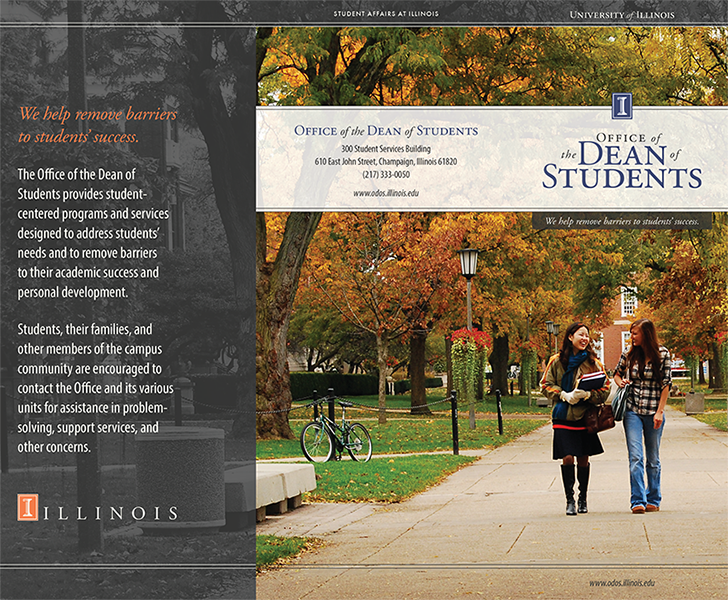 STUDENT AFFAIRS AT ILLINOIS
UNIVERSITY of ILLINOIS
We help remove barriers
to students' success.
The Office of the Dean of
Students provides student-
centered programs and services
designed to address students'
needs and to remove barriers
to their academic success and
personal development.
Students, their families, and
other members of the campus
community are encouraged to
contact the Office and its various
units for assistance in problem-
solving, support services, and
other concerns.
I ILLINOIS
OFFICE of the DEAN of STUDENTS
300 Student Services Building
610 East John Street, Champaign, Illinois 61820
(217) 333-0050
www.odos.illinois.edu
I
OFFICE of
the DEAN of
STUDENTS
We help remove barriers to students' success.
I
www.odos.illinois.edu